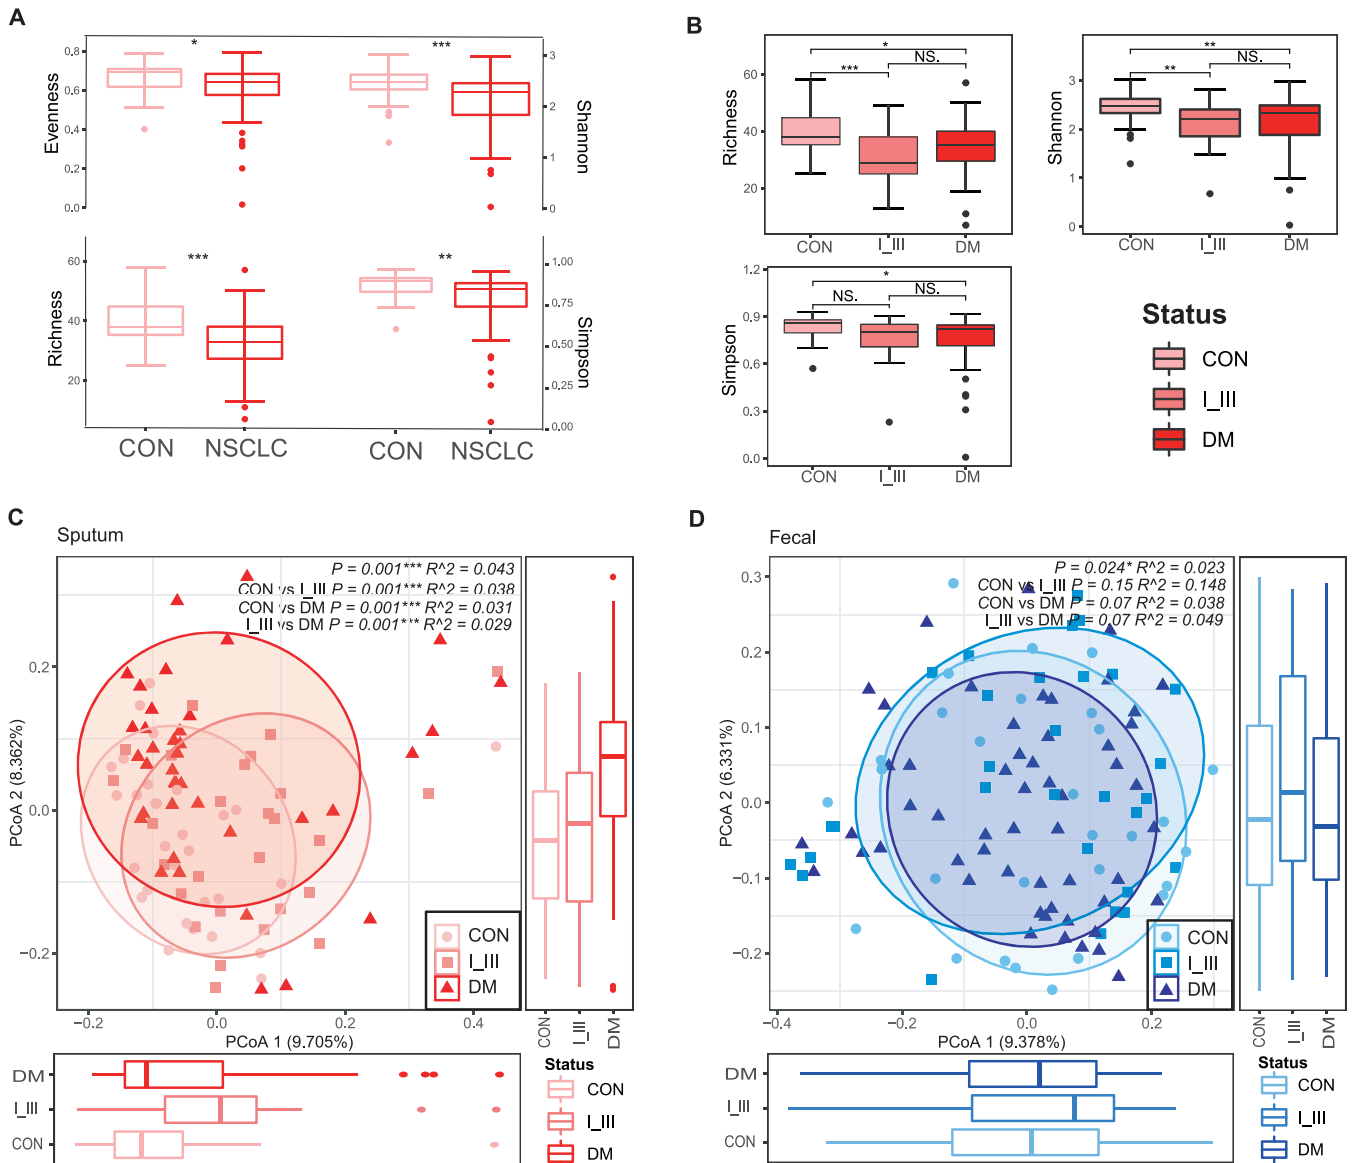 A
*
***
0.8
0.6
0.4
0.2
0.0
Evenness
3
2
1
0
Shannon
***
**
60
40
20
Richness
1.00
0.75
0.50
0.25
0.00
Simpson
CON
NSCLC
CON
NSCLC
B
*
***
NS.
60
40
20
Richness
CON
I_III
DM
**
**
NS.
3
2
1
0
Shannon
CON
I_III
DM
*
NS.
NS.
1.2
0.9
0.6
0.3
0.0
Simpson
CON
I_III
DM
Status
CON
I_III
DM
C
Sputum
P = 0.001*** R^2 = 0.043
CON vs I_III P = 0.001*** R^2 = 0.038
CON vs DM P = 0.001*** R^2 = 0.031
I_III vs DM P = 0.001*** R^2 = 0.029
0.2
0.0
−0.2
PCoA 2 (8.362%)
CON
I_III
DM
−0.2
0.0
0.2
0.4
PCoA 1 (9.705%)
CON
I_III
DM
DM
I_III
CON
Status
CON
I_III
DM
D
Fecal
P = 0.024* R^2 = 0.023
CON vs I_III P = 0.15 R^2 = 0.148
CON vs DM P = 0.07 R^2 = 0.038
I_III vs DM P = 0.07 R^2 = 0.049
0.3
0.2
0.1
0.0
−0.1
−0.2
PCoA 2 (6.331%)
CON
I_III
DM
−0.4
−0.2
0.0
0.2
PCoA 1 (9.378%)
CON
I_III
DM
DM
I_III
CON
Status
CON
I_III
DM